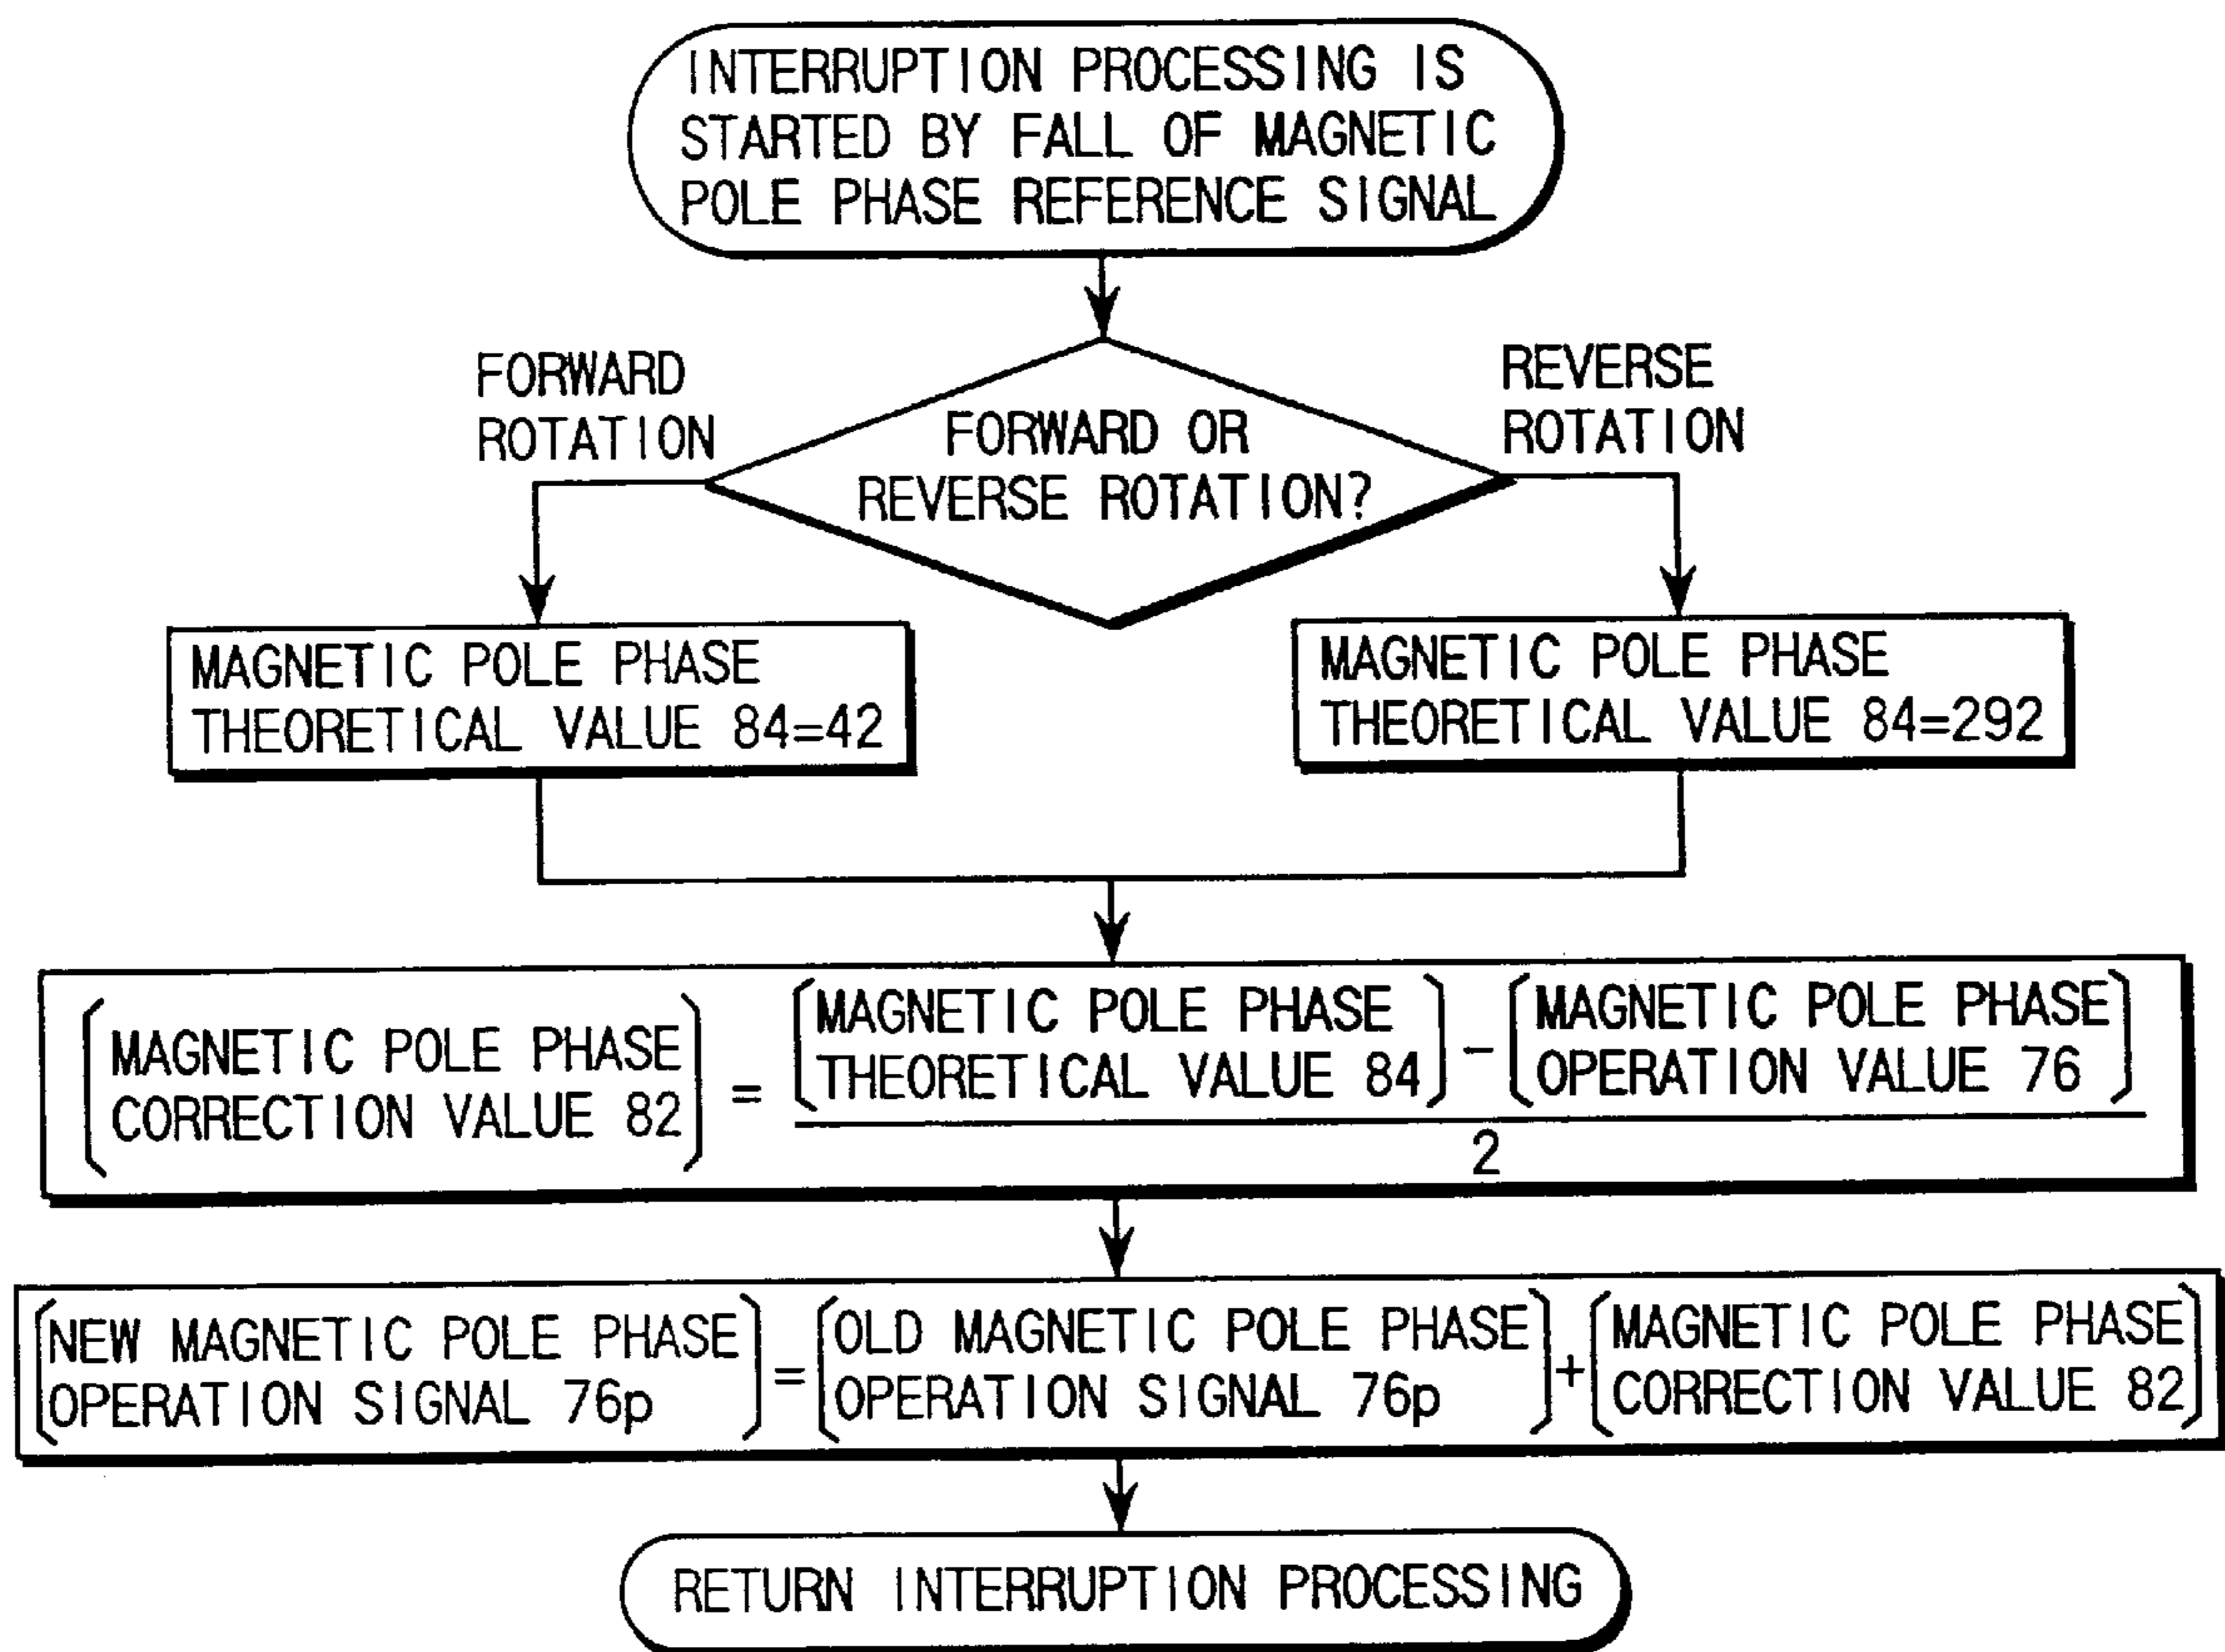 INTERRUPTION PROCESSING IS
STARTED BY FALL OF MAGNETIC
POLE PHASE REFERENCE SIGNAL
FORWARD
ROTATION
FORWARD OR
REVERSE ROTATION?
REVERSE
ROTATION
MAGNETIC POLE PHASE
THEORETICAL VALUE 84=42
MAGNETIC POLE PHASE
THEORETICAL VALUE 84=292
MAGNETIC POLE PHASE
CORRECTION VALUE 82
=
MAGNETIC POLE PHASE
THEORETICAL VALUE 84
-
MAGNETIC POLE PHASE
OPERATION VALUE 76
2
NEW MAGNETIC POLE PHASE
OPERATION SIGNAL 76p
=
OLD MAGNETIC POLE PHASE
OPERATION SIGNAL 76p
+
MAGNETIC POLE PHASE
CORRECTION VALUE 82
RETURN INTERRUPTION PROCESSING